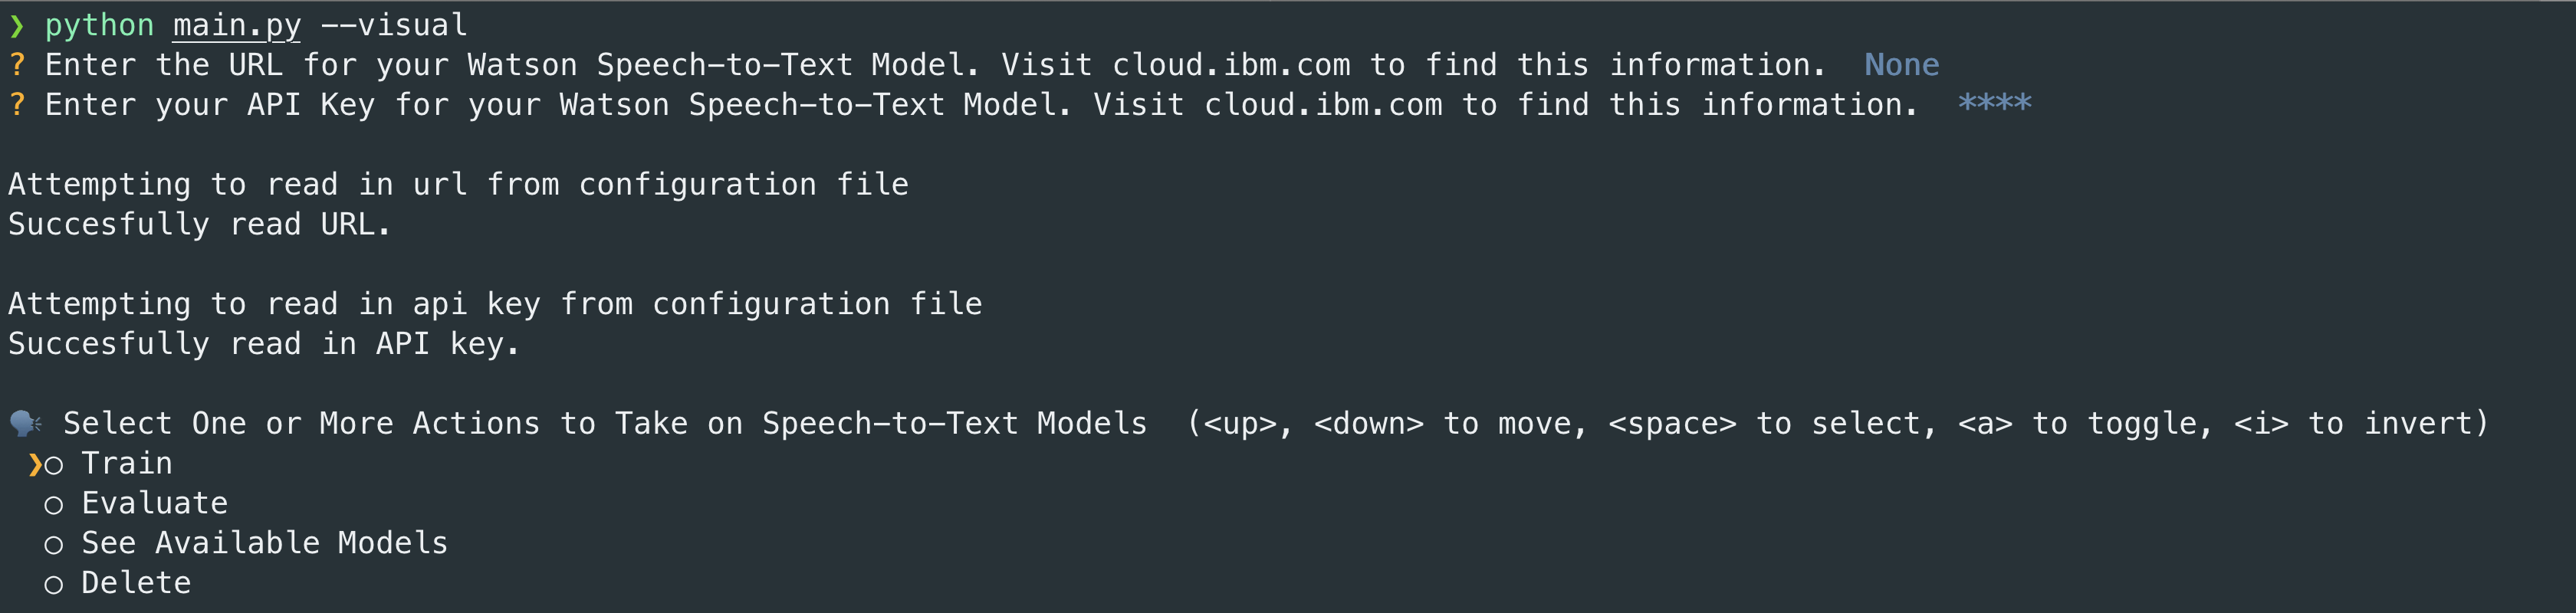 ❯ python main.py --visual
? Enter the URL for your Watson Speech-to-Text Model. Visit cloud.ibm.com to find this information.  None
? Enter your API Key for your Watson Speech-to-Text Model. Visit cloud.ibm.com to find this information.  ****
Attempting to read in url from configuration file
Succesfully read URL.
Attempting to read in api key from configuration file
Succesfully read in API key.
🗣 Select One or More Actions to Take on Speech-to-Text Models  (<up>, <down> to move, <space> to select, <a> to toggle, <i> to invert)
❯○ Train
○ Evaluate
○ See Available Models
○ Delete